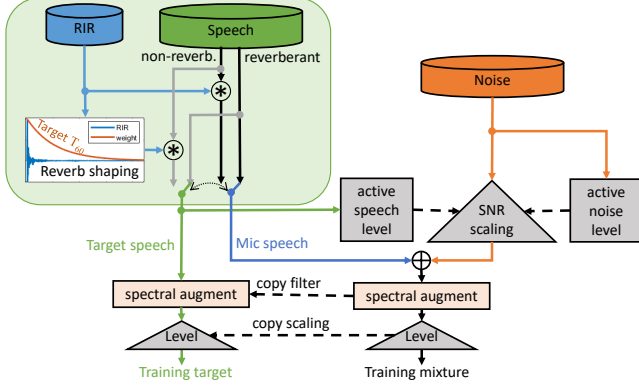 RIR
Speech
non-reverb.
reverberant
Noise
*
Target T60
RIR
weight
*
Reverb shaping
active
speech
level
SNR
scaling
active
noise
level
Target speech
Mic speech
spectral augment
copy filter
spectral augment
Level
copy scaling
Level
Training target
Training mixture